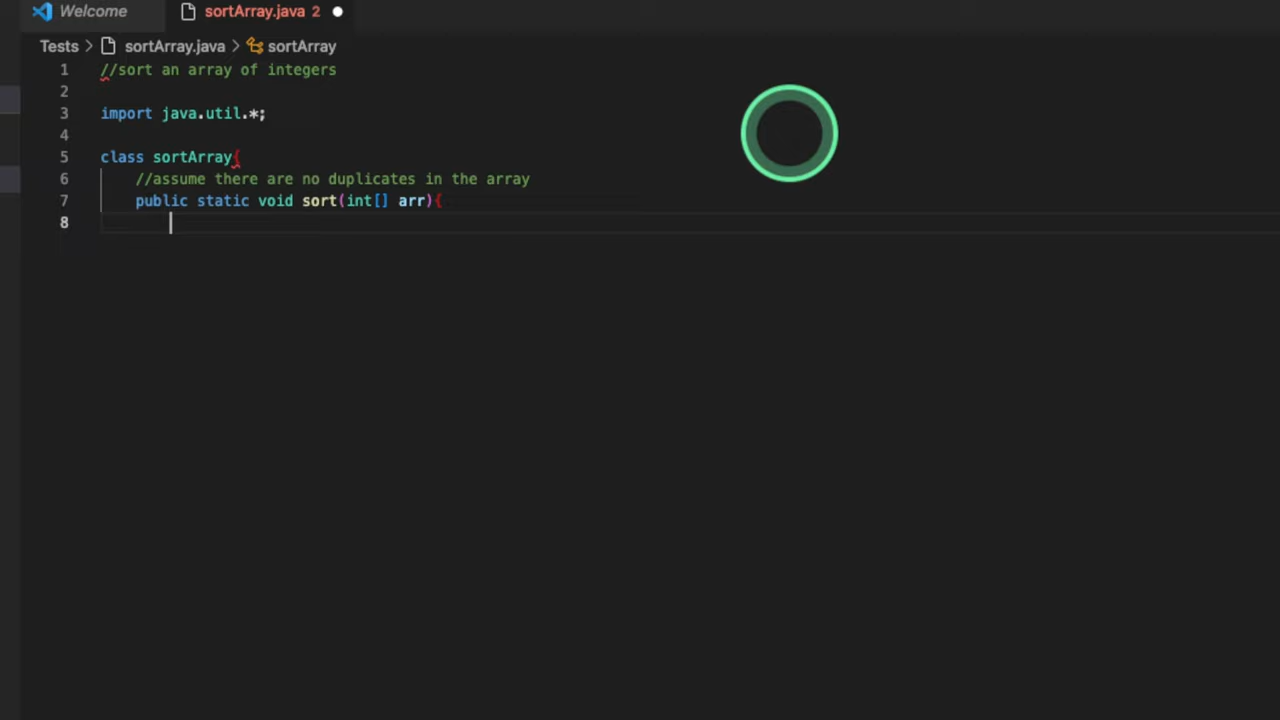 Welcome
sortArray.java 2
Tests > sortArray.java > sortArray
1 //sort an array of integers
2
3 import java.util.*;
4
5 class sortArray{
6 //assume there are no duplicates in the array
7 public static void sort(int[] arr){
8